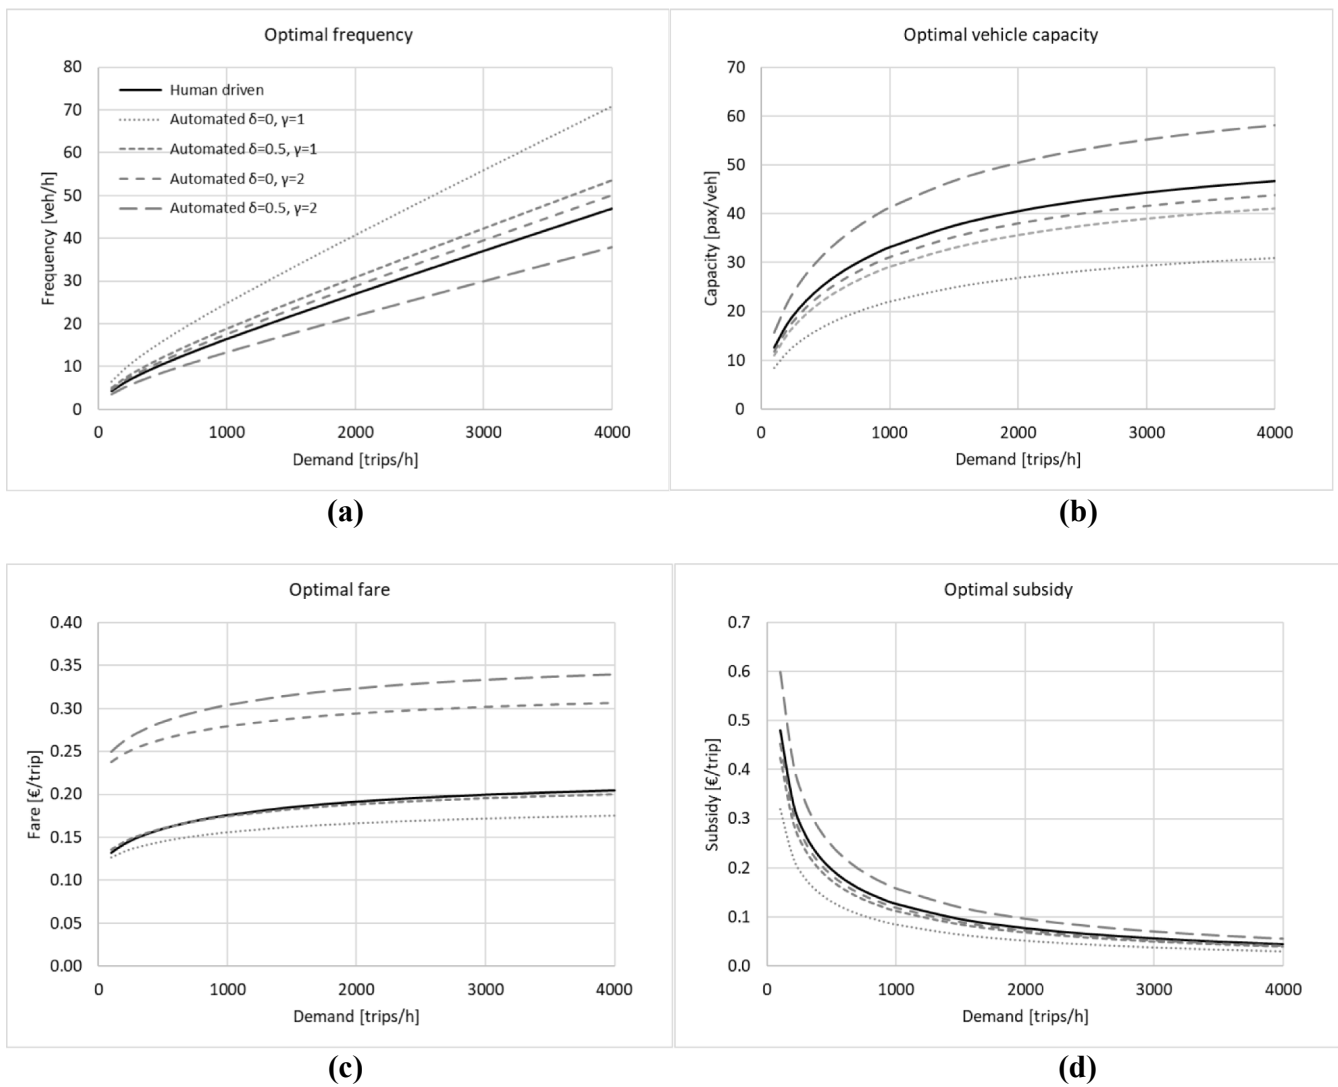 Optimal frequency
80
70
60
50
40
30
20
10
0
Frequency [veh/h]
Human driven
Automated δ=0, γ=1
Automated δ=0.5, γ=1
Automated δ=0, γ=2
Automated δ=0.5, γ=2
0 1000 2000 3000 4000
Demand [trips/h]
(a)
Optimal vehicle capacity
70
60
50
40
30
20
10
0
Capacity [pax/veh]
0 1000 2000 3000 4000
Demand [trips/h]
(b)
Optimal fare
0.40
0.35
0.30
0.25
0.20
0.15
0.10
0.05
0.00
Fare [€/trip]
0 1000 2000 3000 4000
Demand [trips/h]
(c)
Optimal subsidy
0.7
0.6
0.5
0.4
0.3
0.2
0.1
0.0
Subsidy [€/trip]
0 1000 2000 3000 4000
Demand [trips/h]
(d)